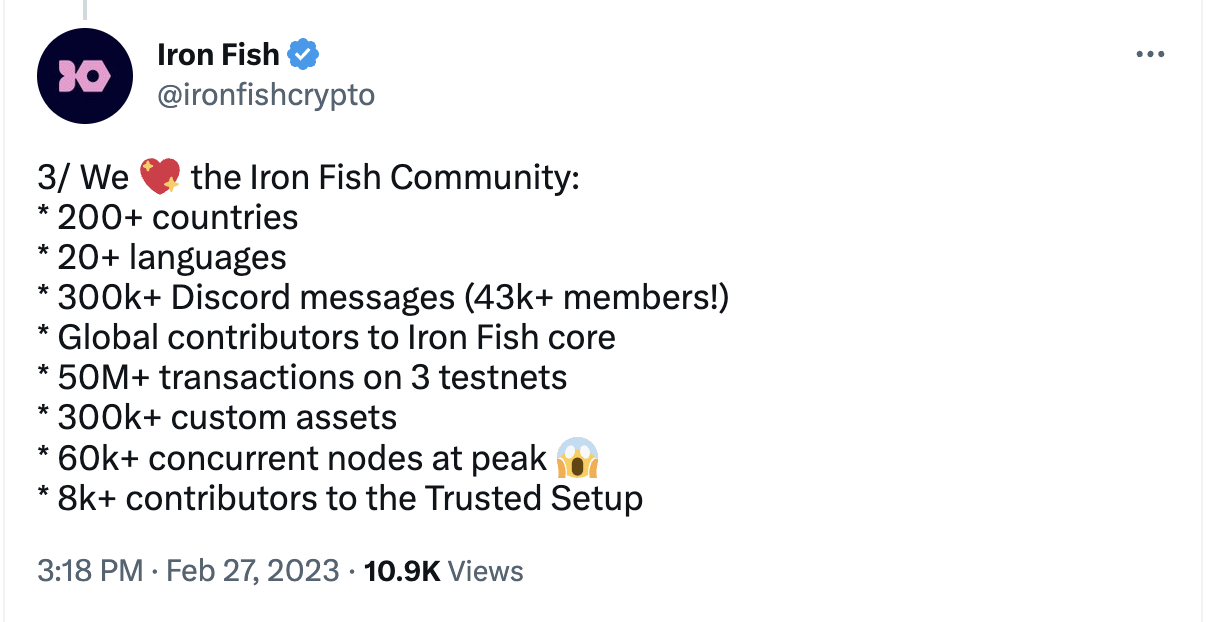 Iron Fish
@ironfishcrypto
3/ We 💖 the Iron Fish Community:
* 200+ countries
* 20+ languages
* 300k+ Discord messages (43k+ members!)
* Global contributors to Iron Fish core
* 50M+ transactions on 3 testnets
* 300k+ custom assets
* 60k+ concurrent nodes at peak 😱
* 8k+ contributors to the Trusted Setup
3:18 PM · Feb 27, 2023 · 10.9K Views